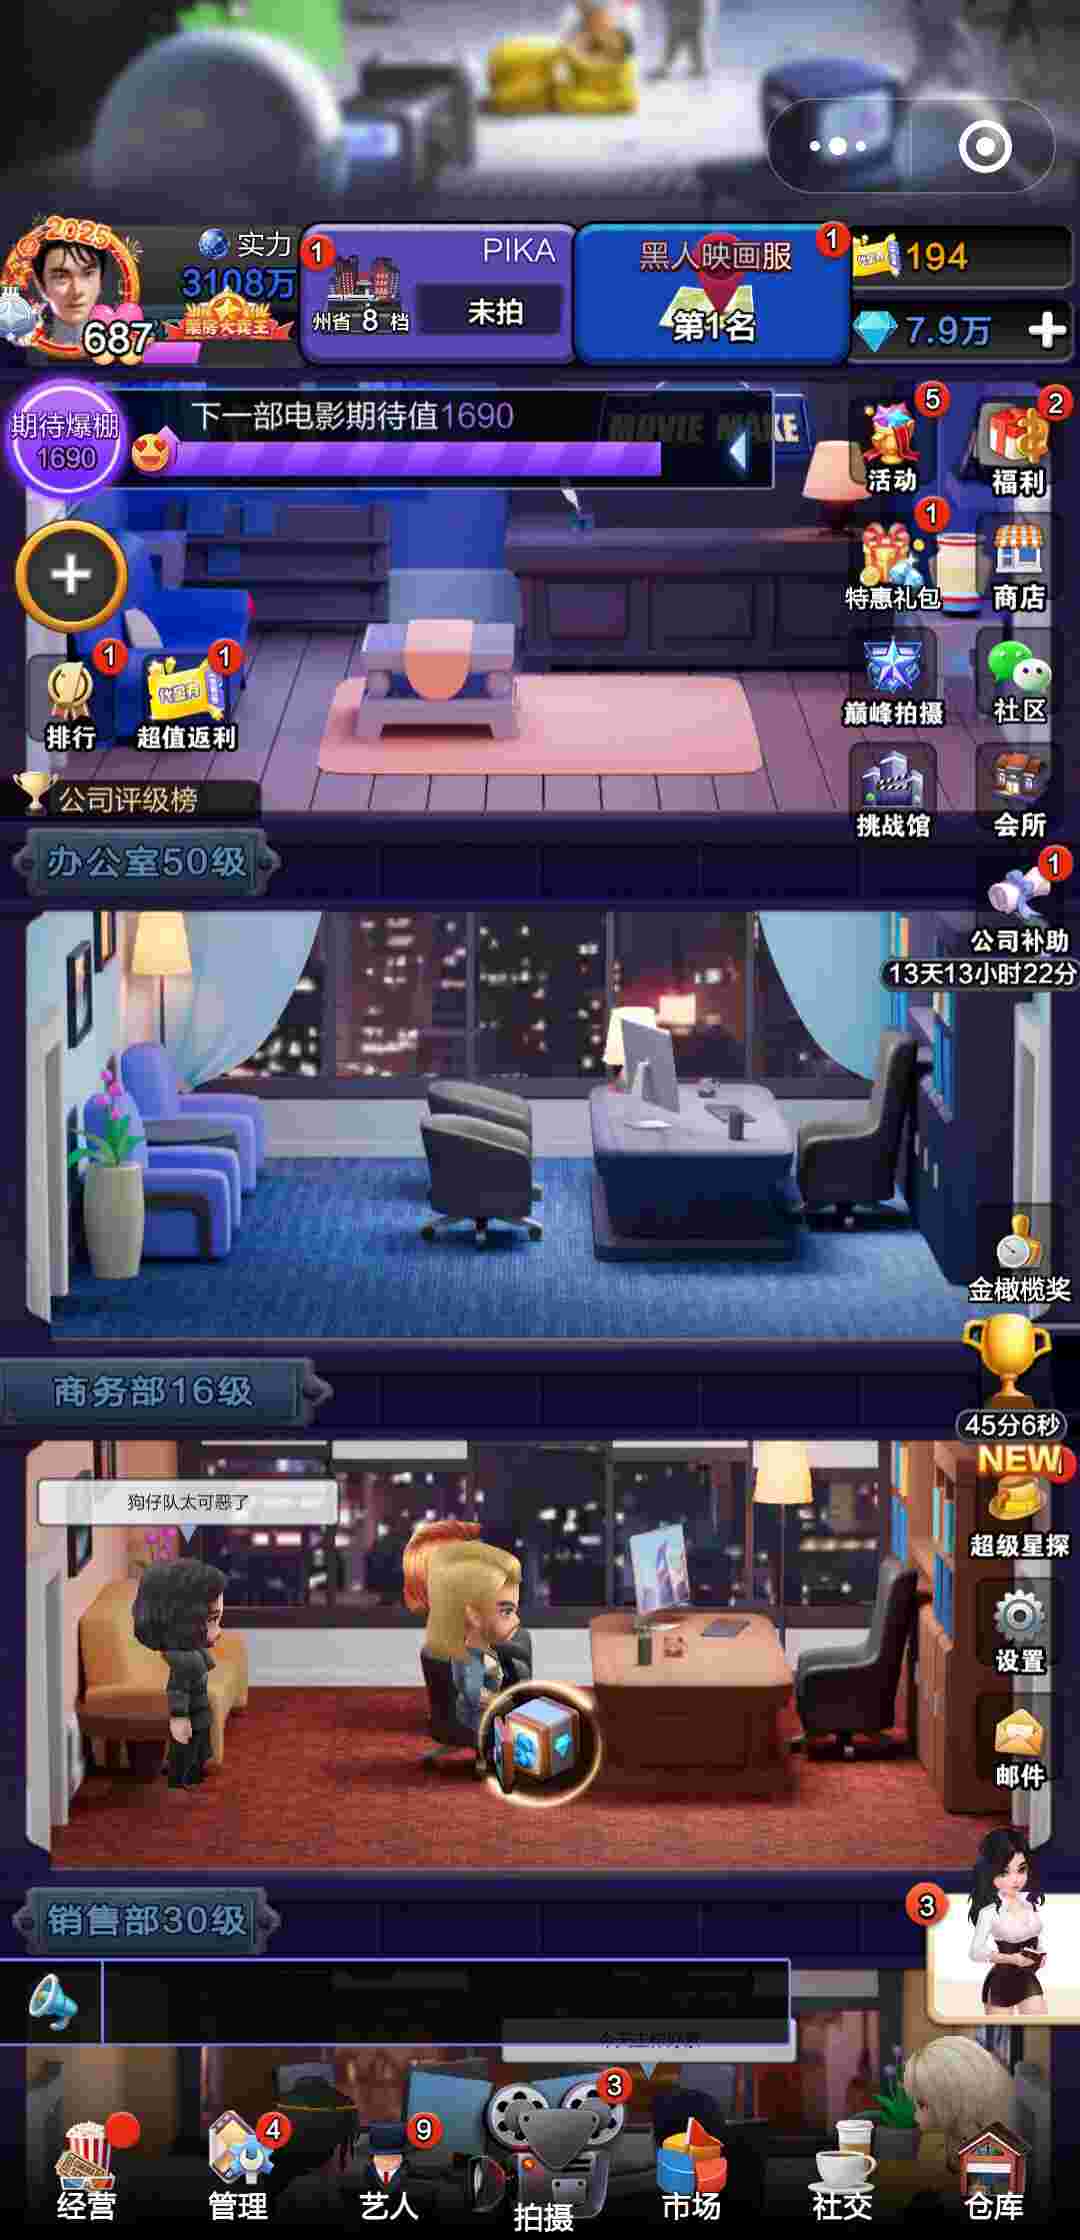 2025
实力
3108万
票房大赛王
687
1
PIKA
州省 8 档
未拍
黑人映画服
1
第1名
代金券
194
7.9万
期待爆棚
1690
下一部电影期待值1690
MOVIE MAKE
活动
5
福利
2
特惠礼包
1
商店
排行
1
代金券
超值返利
1
巅峰拍摄
社区
公司评级榜
挑战馆
会所
办公室50级
1
公司补助
13天13小时22分
金橄榄奖
商务部16级
45分6秒
NEW
狗仔队太可恶了
超级星探
设置
邮件
销售部30级
3
经营
管理
4
艺人
9
拍摄
3
市场
社交
仓库